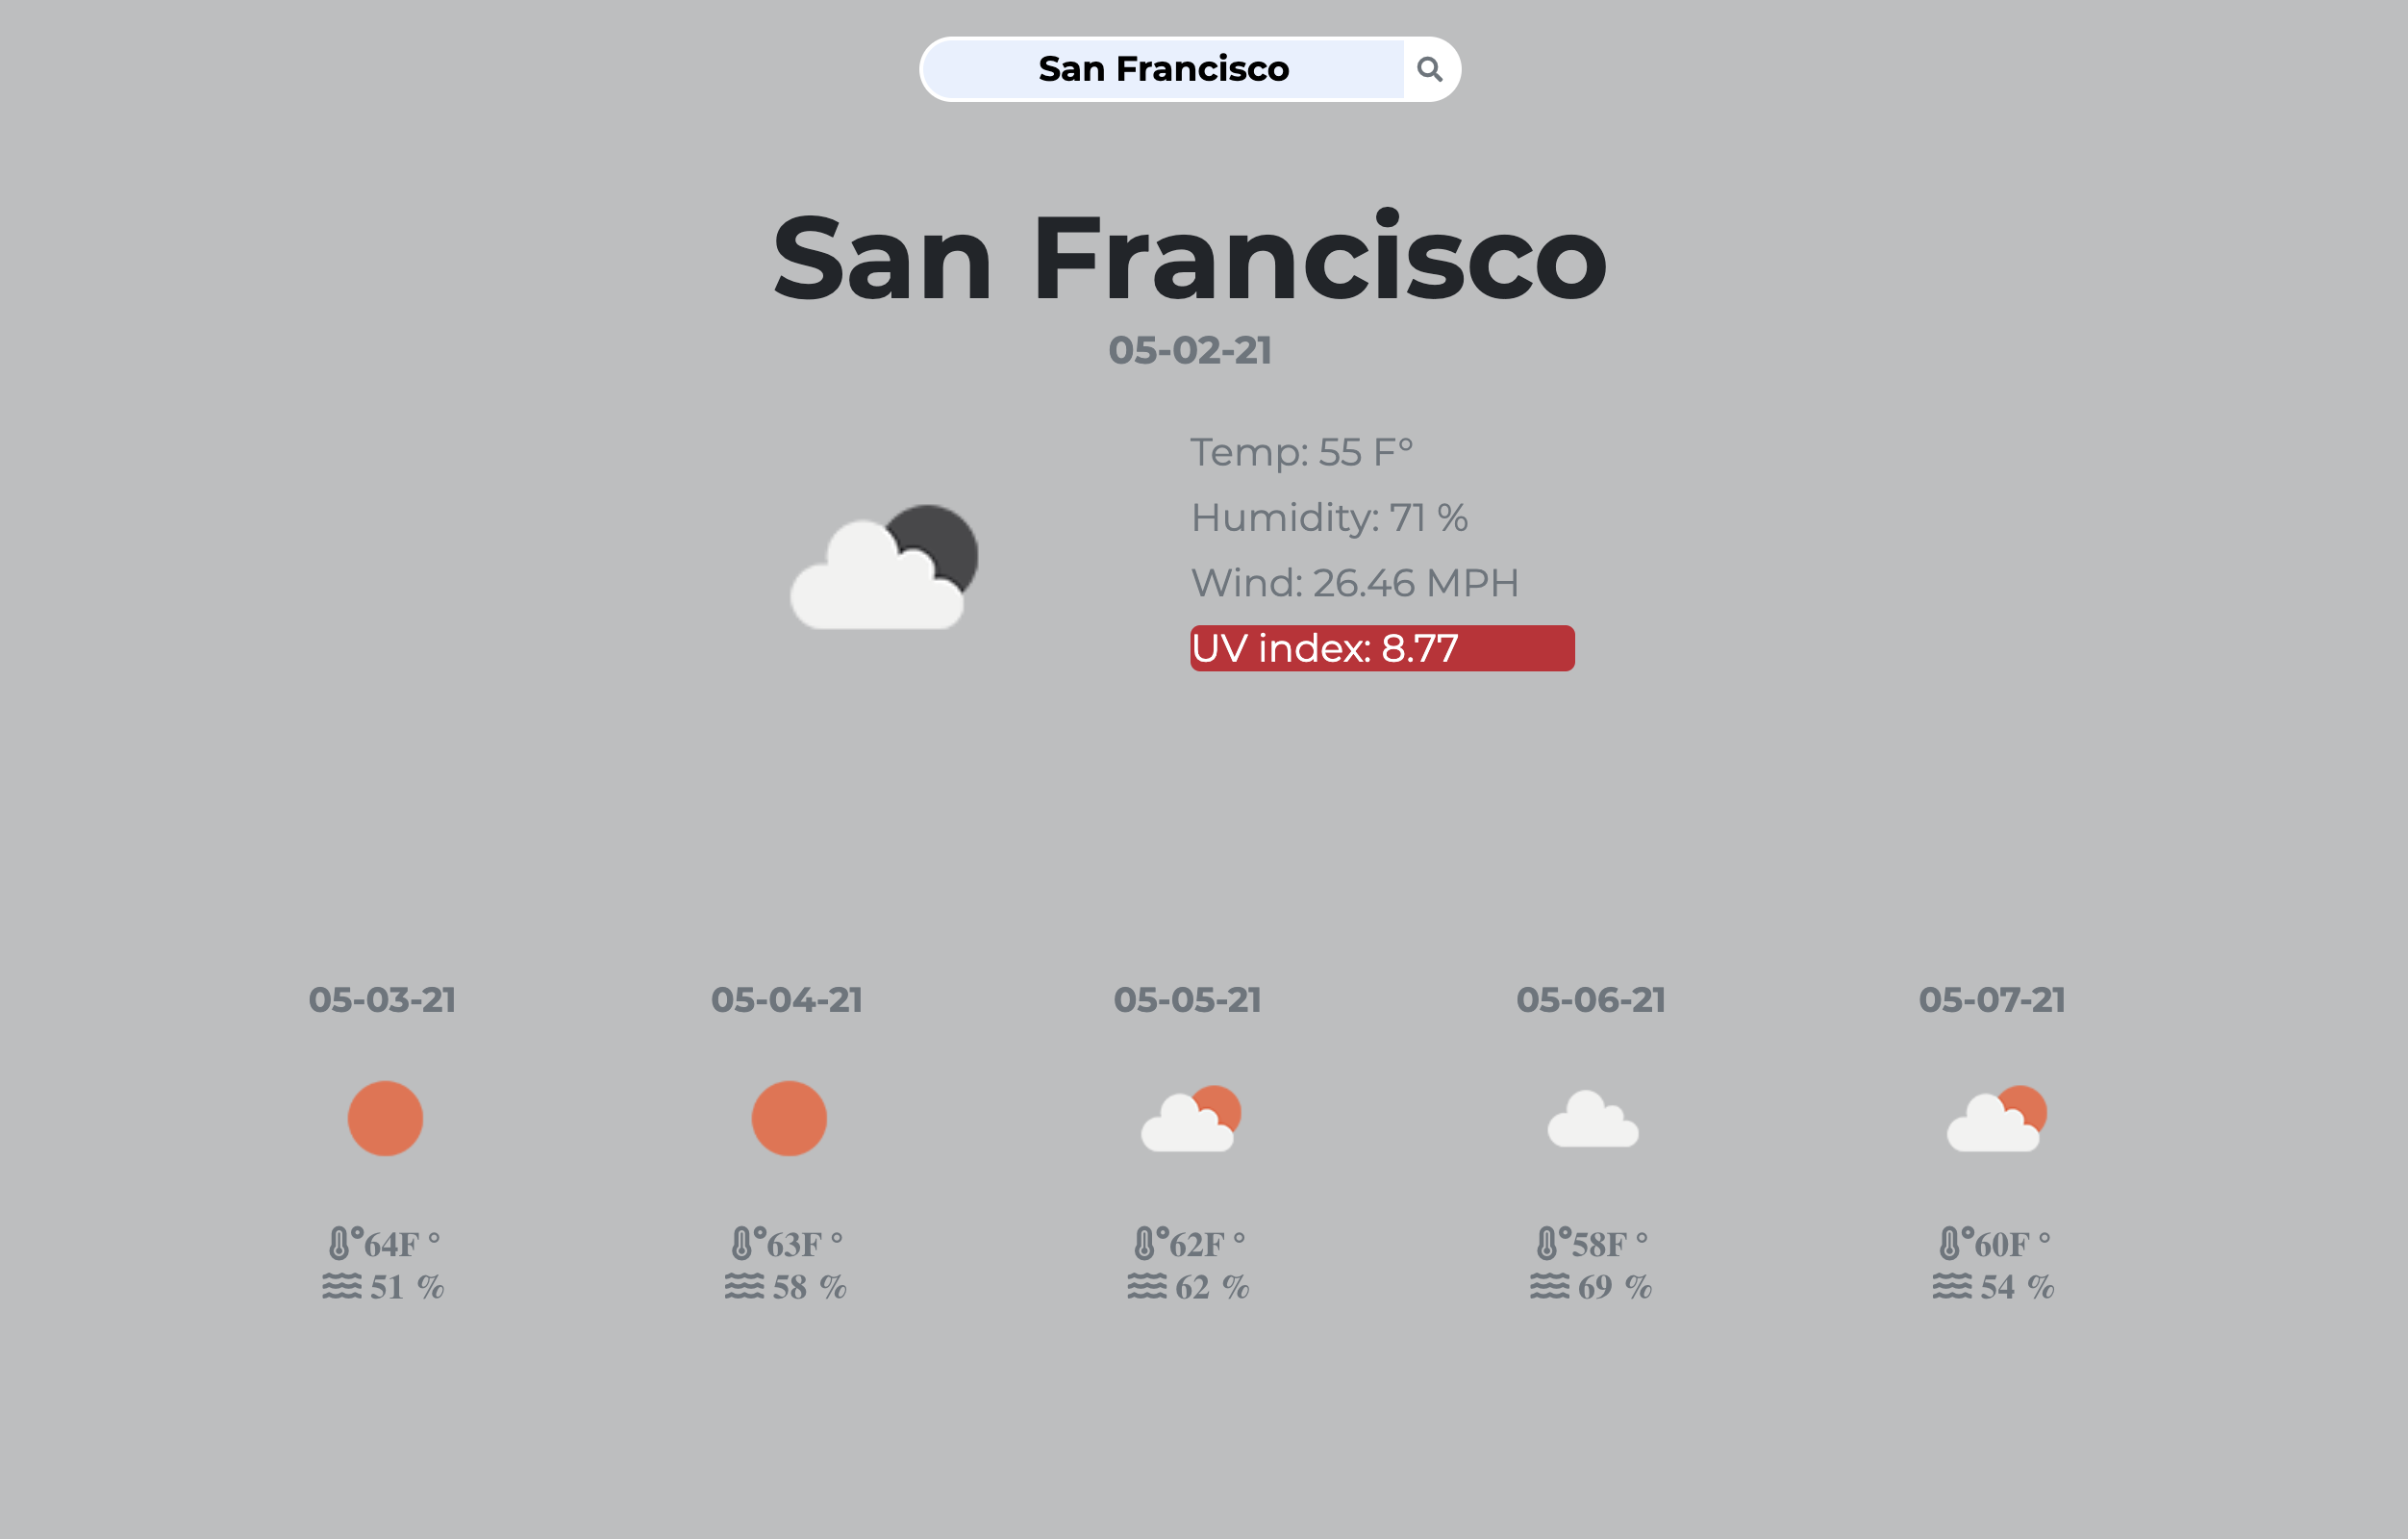 San Francisco
San Francisco
05-02-21
Temp: 55 F°
Humidity: 71 %
Wind: 26.46 MPH
UV index: 8.77
05-03-21
05-04-21
05-05-21
05-06-21
05-07-21
64F °
63F °
62F °
58F °
60F °
51 %
58 %
62 %
69 %
54 %